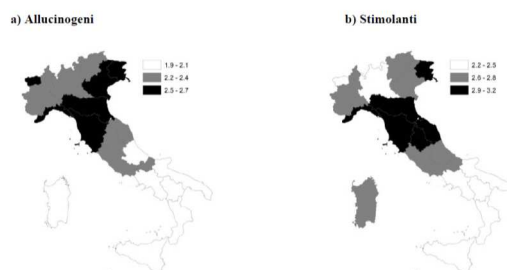 a) Allucinogeni
1.9 - 2.1
2.2 - 2.4
2.5 - 2.7
b) Stimolanti
2.2 - 2.5
2.6 - 2.8
2.9 - 3.2